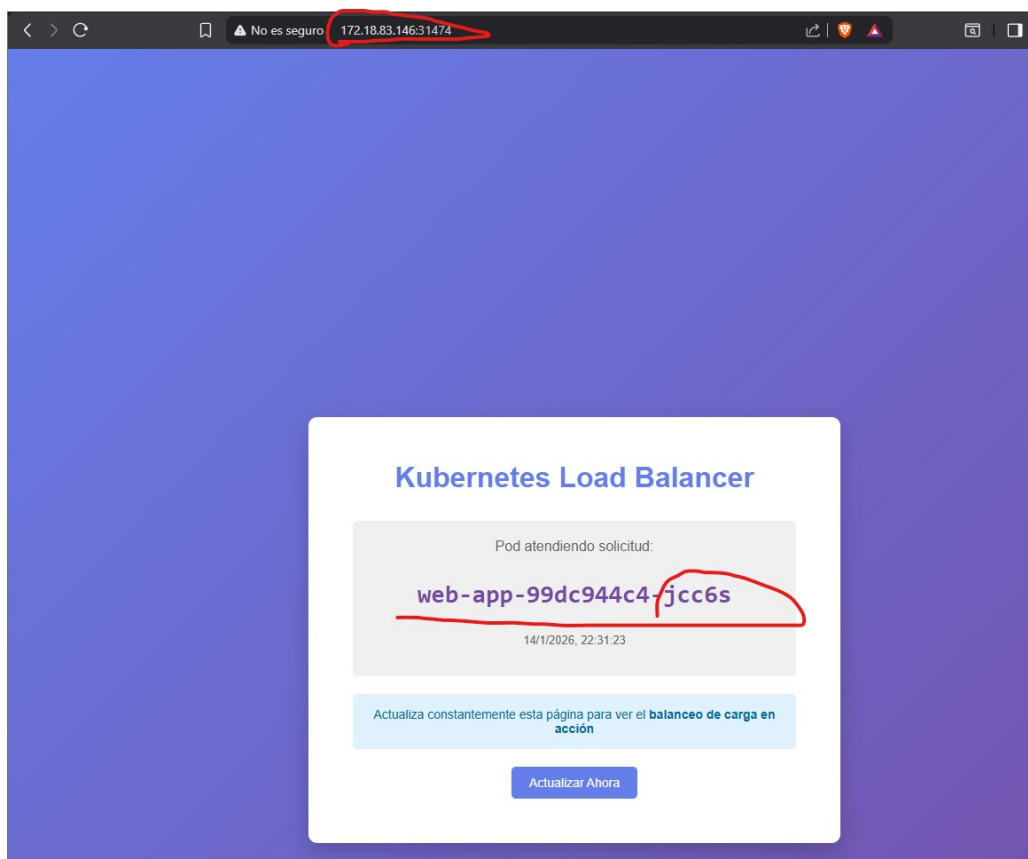 No es seguro 172.18.83.146:31474
Kubernetes Load Balancer
Pod atendiendo solicitud:
web-app-99dc944c4-jcc6s
14/1/2026, 22:31:23
Actualiza constantemente esta página para ver el balanceo de carga en
acción
Actualizar Ahora